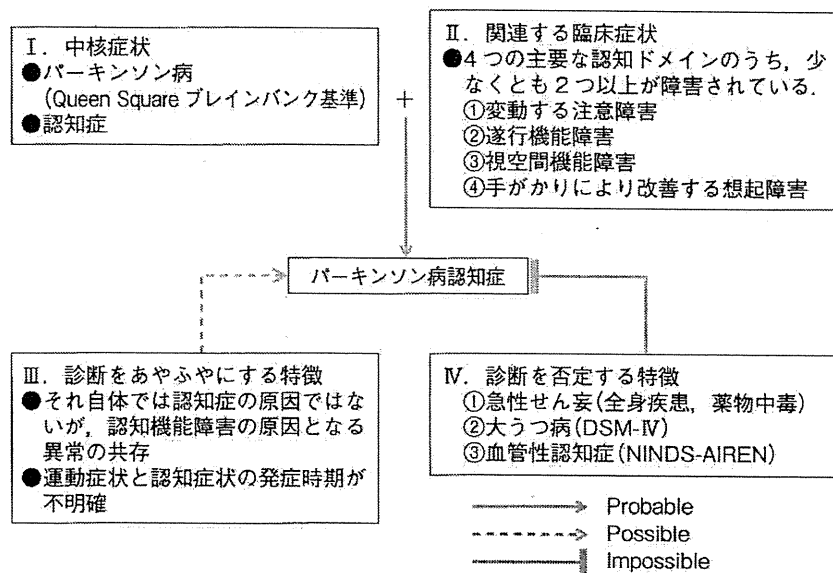 Ⅰ．中核症状
●パーキンソン病
(Queen Square ブレインバンク基準)
●認知症
＋
Ⅱ．関連する臨床症状
●4つの主要な認知ドメインのうち，少
なくとも2つ以上が障害されている．
①変動する注意障害
②遂行機能障害
③視空間機能障害
④手がかりにより改善する想起障害
パーキンソン病認知症
Ⅲ．診断をあやふやにする特徴
●それ自体では認知症の原因ではな
いが，認知機能障害の原因となる
異常の共存
●運動症状と認知症状の発症時期が
不明確
Ⅳ．診断を否定する特徴
①急性せん妄(全身疾患，薬物中毒)
②大うつ病(DSM-Ⅳ)
③血管性認知症(NINDS-AIREN)
Probable
Possible
Impossible